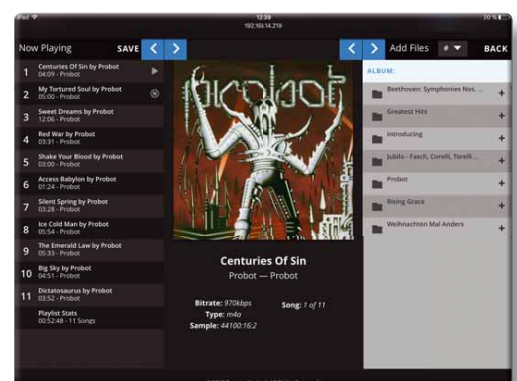 iPad
12:39
20 %
192.161.14.219
Now Playing
SAVE
Add Files
#
BACK
1 Centuries Of Sin by Probot
04:09 - Probot
2 My Tortured Soul by Probot
05:00 - Probot
3 Sweet Dreams by Probot
12:06 - Probot
4 Red War by Probot
03:31 - Probot
5 Shake Your Blood by Probot
03:00 - Probot
6 Access Babylon by Probot
01:24 - Probot
7 Silent Spring by Probot
03:28 - Probot
8 Ice Cold Man by Probot
05:54 - Probot
9 The Emerald Law by Probot
05:33 - Probot
10 Big Sky by Probot
04:51 - Probot
11 Dictatosaurus by Probot
03:52 - Probot
Playlist Stats
00:52:48 - 11 Songs
PROBOT
Centuries Of Sin
Probot — Probot
Bitrate: 970kbps
Song: 1 of 11
Type: m4a
Sample: 44100:16:2
ALBUM:
Beethoven: Symphonies Nos. ...
Greatest Hits
Introducing
Jubilo - Fasch, Corelli, Torelli ...
Probot
Rising Grace
Weihnachten Mal Anders